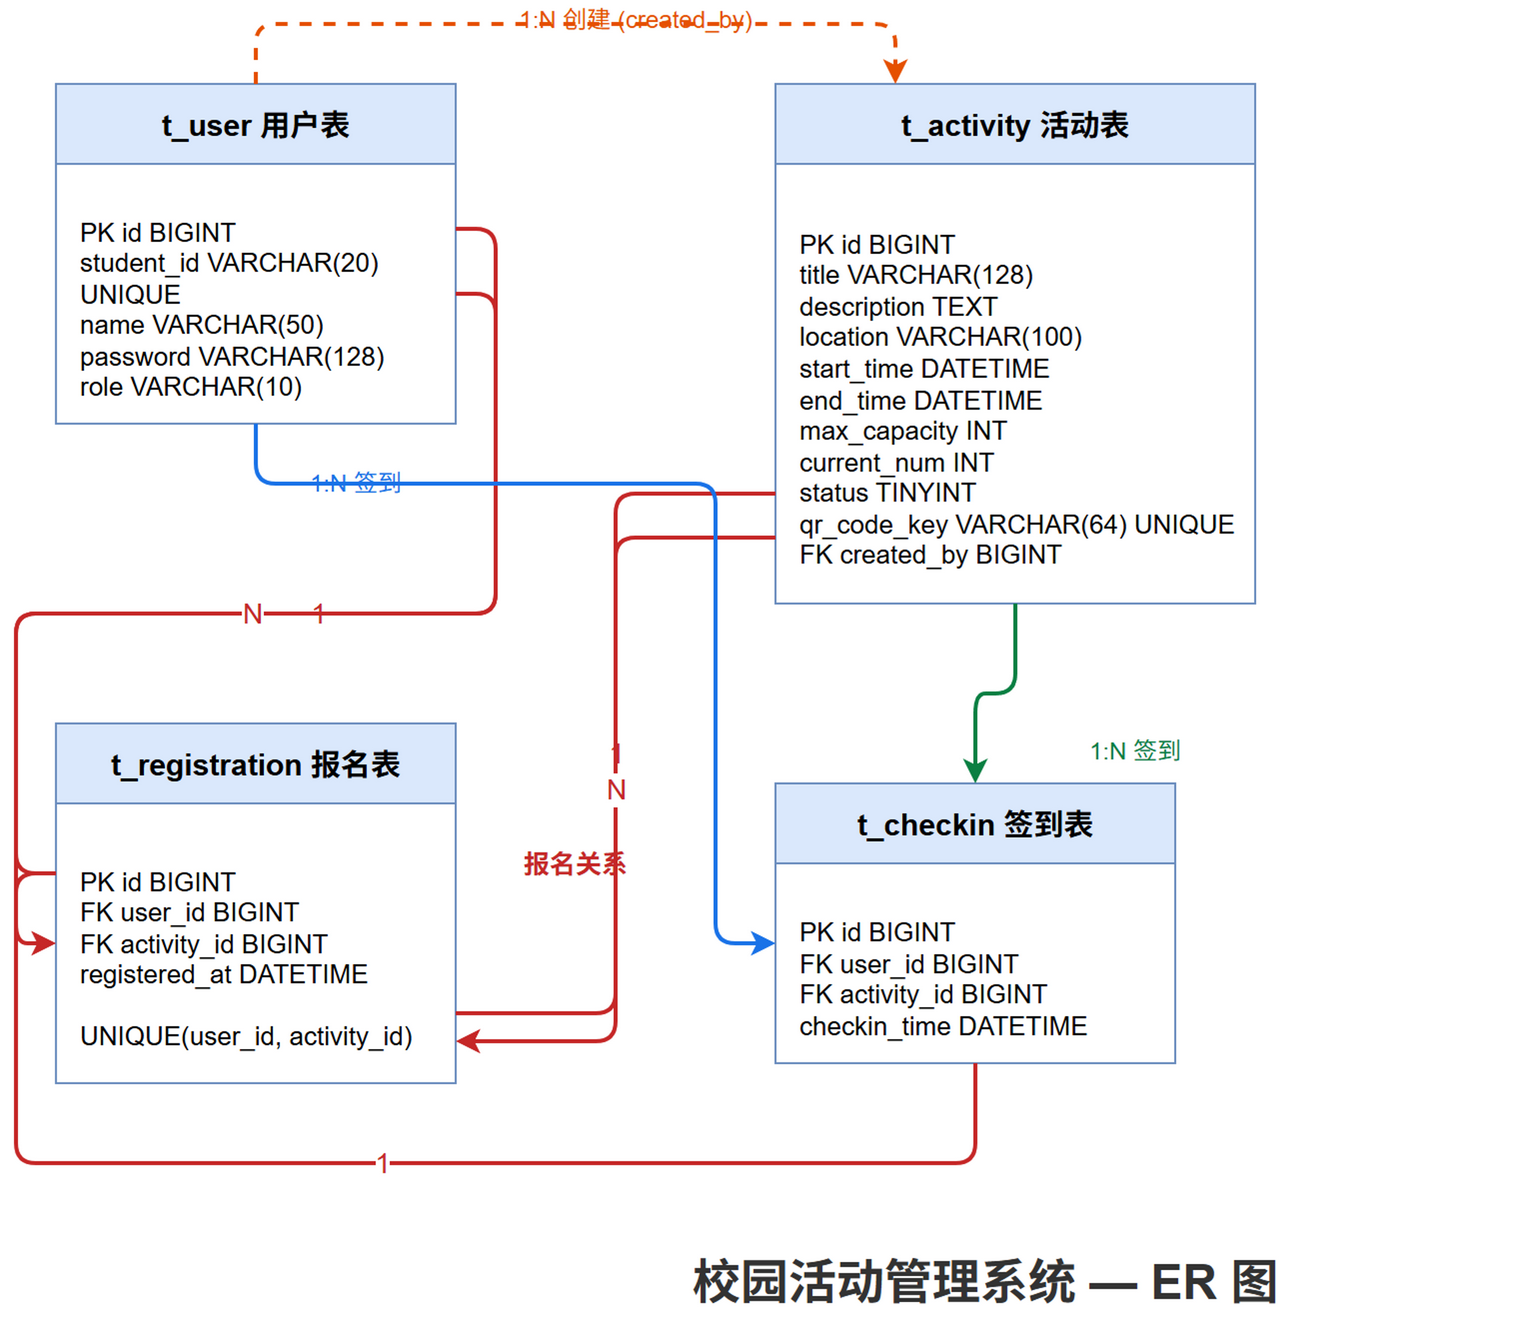 1:N 创建 (created_by)
t_user 用户表
PK id BIGINT
student_id VARCHAR(20)
UNIQUE
name VARCHAR(50)
password VARCHAR(128)
role VARCHAR(10)
t_activity 活动表
PK id BIGINT
title VARCHAR(128)
description TEXT
location VARCHAR(100)
start_time DATETIME
end_time DATETIME
max_capacity INT
current_num INT
status TINYINT
qr_code_key VARCHAR(64) UNIQUE
FK created_by BIGINT
1:N 签到
N 1
1
N
报名关系
1:N 签到
t_registration 报名表
PK id BIGINT
FK user_id BIGINT
FK activity_id BIGINT
registered_at DATETIME
UNIQUE(user_id, activity_id)
t_checkin 签到表
PK id BIGINT
FK user_id BIGINT
FK activity_id BIGINT
checkin_time DATETIME
1
校园活动管理系统 — ER 图